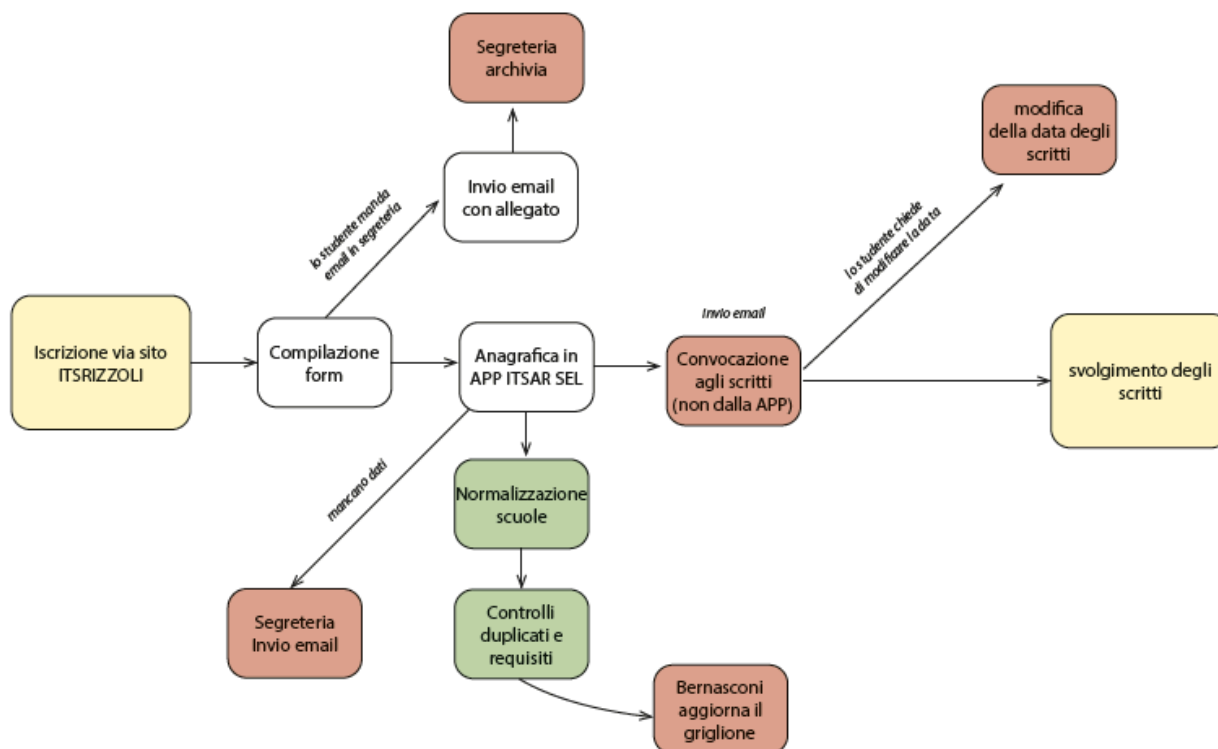 Segreteria
archivia
modifica
della data degli
scritti
Invio email
con allegato
lo studente manda
email in segreteria
lo studente chiede
di modificare la data
Iscrizione via sito
ITSRIZZOLI
Compilazione
form
Anagrafica in
APP ITSAR SEL
Invio email
Convocazione
agli scritti
(non dalla APP)
svolgimento degli
scritti
mancano dati
Normalizzazione
scuole
Segreteria
Invio email
Controlli
duplicati e
requisiti
Bernasconi
aggiorna il
griglione